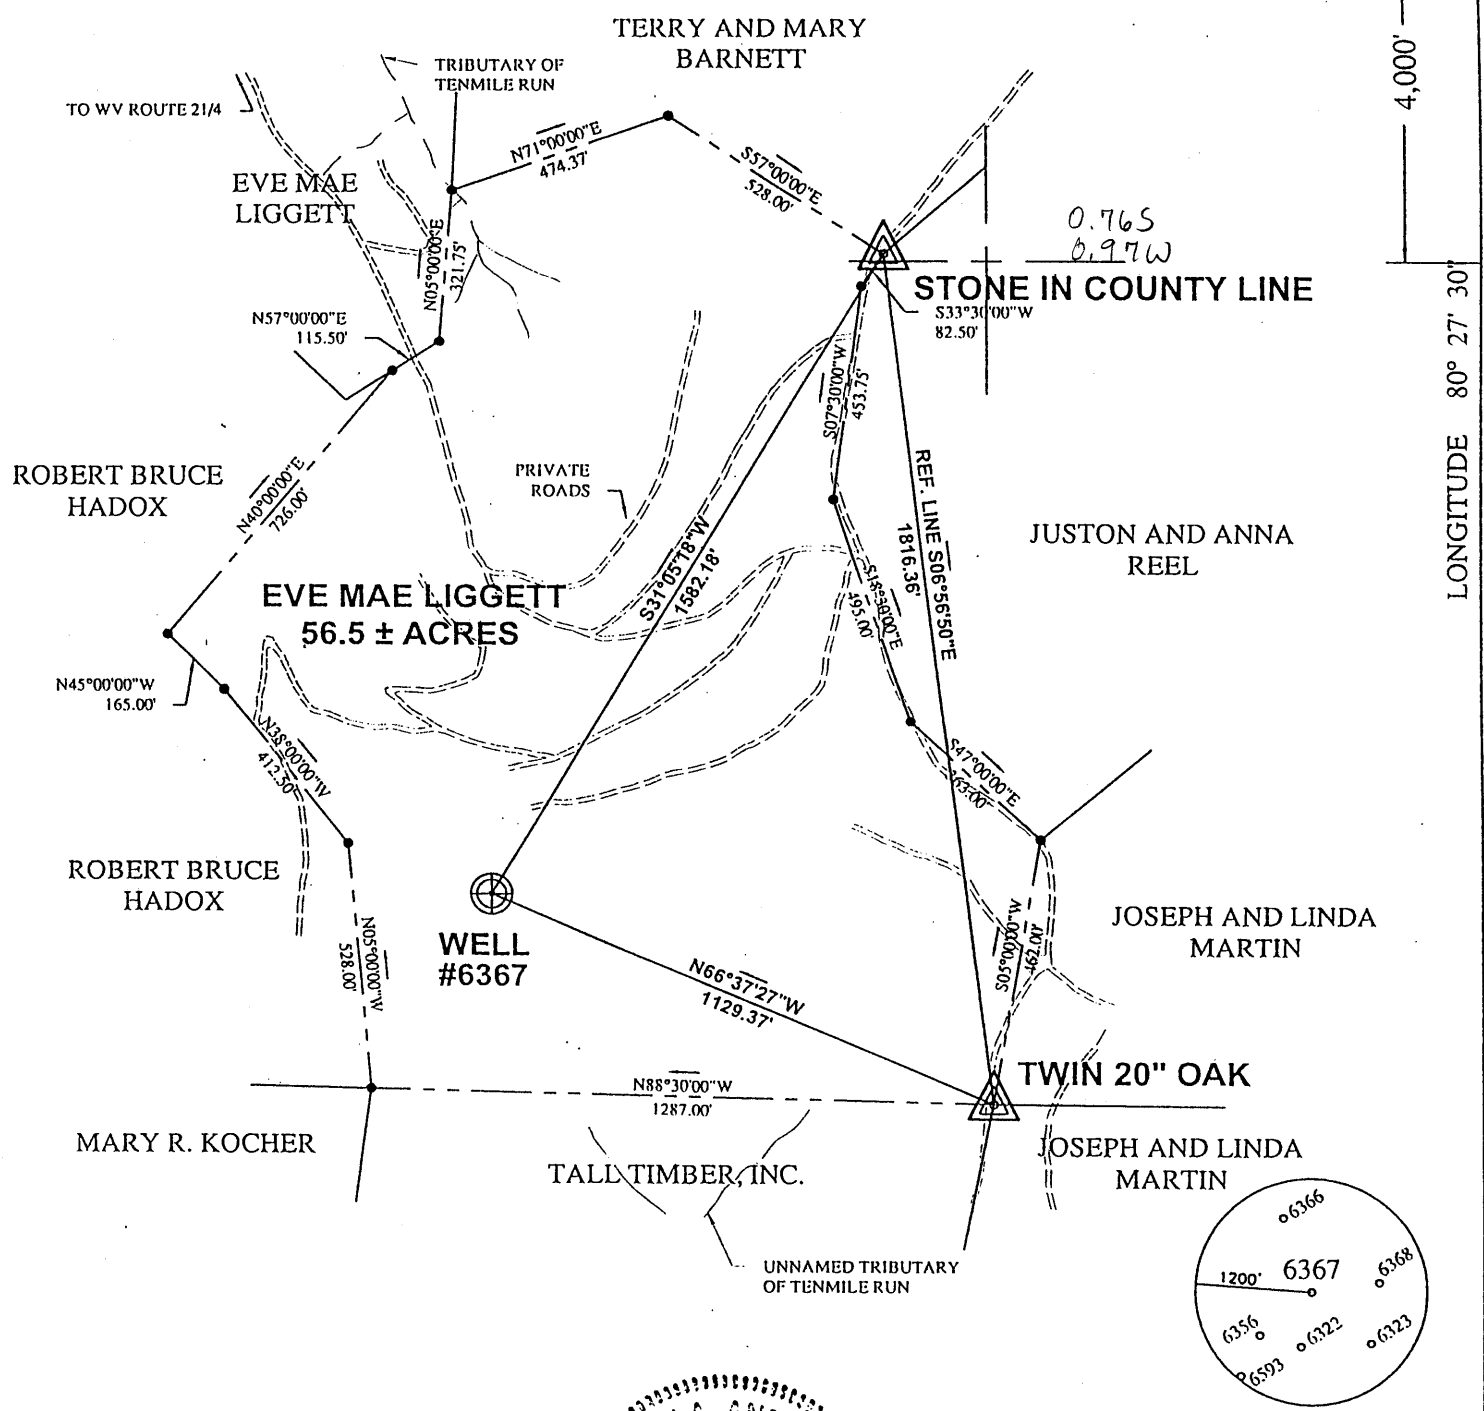 TERRY AND MARY
BARNETT
4,000'
TRIBUTARY OF
TENMILE RUN
TO WV ROUTE 21/4
N71°00'00"E
474.37'
S57°00'00"E
528.00'
EVE MAE
LIGGETT
0.76S
0.97W
N05°00'00"E
321.75'
STONE IN COUNTY LINE
S33°30'00"W
82.50'
N57°00'00"E
115.50'
LONGITUDE 80° 27' 30"
S07°30'00"W
453.75'
ROBERT BRUCE
HADOX
N40°00'00"E
726.00'
PRIVATE
ROADS
REF. LINE S06°56'50"E
1816.36'
JUSTON AND ANNA
REEL
S31°05'18"W
1582.18'
S18°30'00"E
495.00'
EVE MAE LIGGETT
56.5 ± ACRES
N45°00'00"W
165.00'
N38°00'00"W
412.50'
S47°00'00"E
363.00'
ROBERT BRUCE
HADOX
WELL
#6367
N05°00'00"W
528.00'
S05°00'00"W
462.00'
JOSEPH AND LINDA
MARTIN
N66°37'27"W
1129.37'
N88°30'00"W
1287.00'
TWIN 20" OAK
MARY R. KOCHER
TALL TIMBER, INC.
JOSEPH AND LINDA
MARTIN
UNNAMED TRIBUTARY
OF TENMILE RUN
6366
6367
6368
1200'
6356
6322
6323
6593